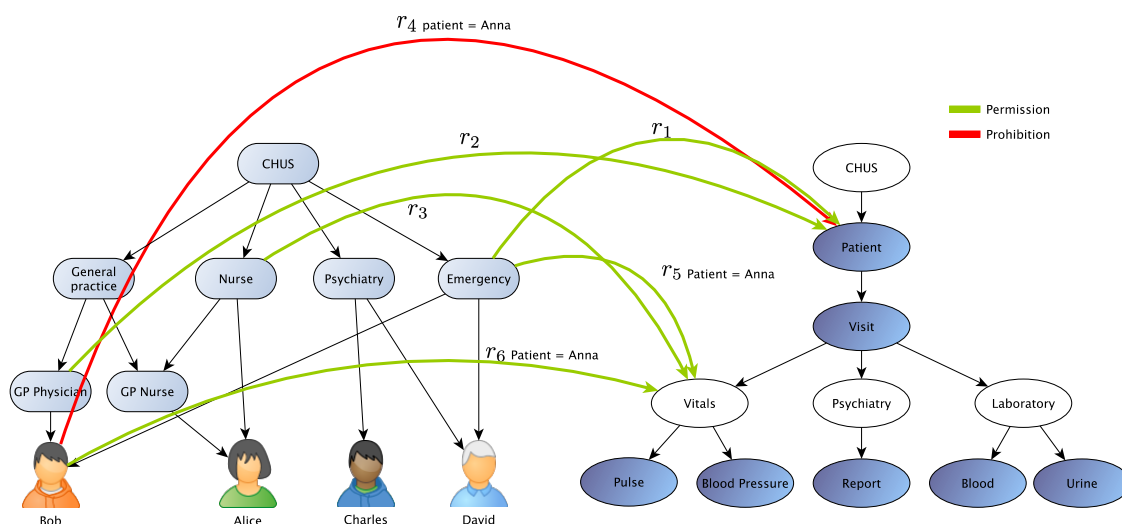 r4 patient = Anna
r2
r1
Permission
Prohibition
CHUS
CHUS
r3
Patient
General
practice
Nurse
Psychiatry
Emergency
r5 Patient = Anna
Visit
r6 Patient = Anna
GP Physician
GP Nurse
Vitals
Psychiatry
Laboratory
Pulse
Blood Pressure
Report
Blood
Urine
Bob
Alice
Charles
David